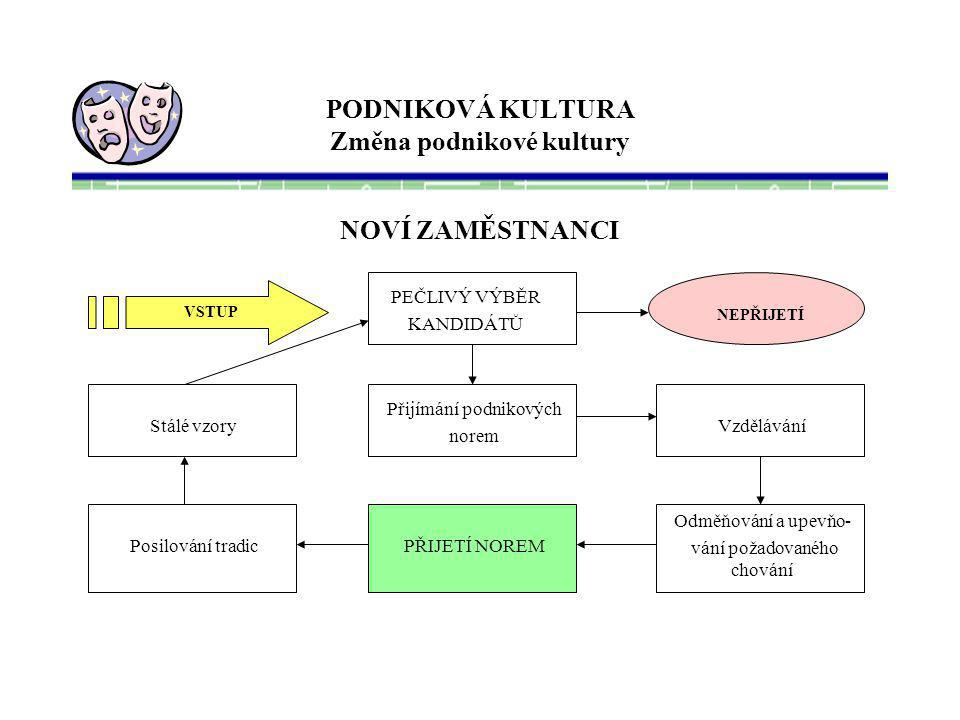 PODNIKOVÁ KULTURA
Změna podnikové kultury
NOVÍ ZAMĚSTNANCI
VSTUP
PEČLIVÝ VÝBĚR
KANDIDÁTŮ
NEPŘIJETÍ
Stálé vzory
Přijímání podnikových
norem
Vzdělávání
Posilování tradic
PŘIJETÍ NOREM
Odměňování a upevňo-
vání požadovaného
chování